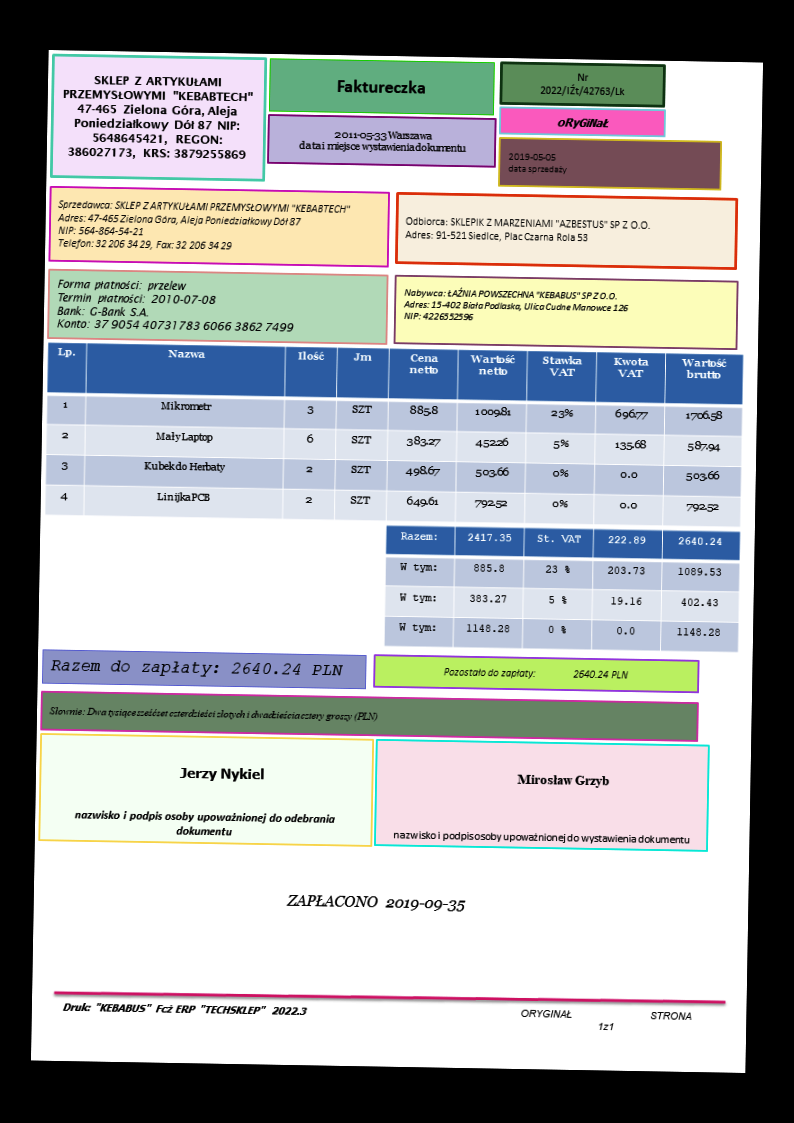 SKLEP Z ARTYKUŁAMI
PRZEMYSŁOWYMI "KEBABTECH"
47-465 Zielona Góra, Aleja
Poniedziałkowy Dół 87 NIP:
5648645421, REGON:
386027173, KRS: 3879255869
Faktureczka
2011-05-33 Warszawa
data i miejsce wystawienia dokumentu
Nr
2022/IŹt/42763/Lk
oRyGiNaŁ
2019-05-05
data sprzedaży
Sprzedawca: SKLEP Z ARTYKUŁAMI PRZEMYSŁOWYMI "KEBABTECH"
Adres: 47-465 Zielona Góra, Aleja Poniedziałkowy Dół 87
NIP: 564-864-54-21
Telefon: 32 206 34 29, Fax: 32 206 34 29
Odbiorca: SKLEPIK Z MARZENIAMI "AZBESTUS" SP Z O.O.
Adres: 91-521 Siedlce, Plac Czarna Rola 53
Forma płatności: przelew
Termin płatności: 2010-07-08
Bank: G-Bank S.A.
Konto: 37 9054 40731783 6066 3862 7499
Nabywca: ŁAŹNIA POWSZECHNA "KEBABUS" SP Z O.O.
Adres: 15-402 Biała Podlaska, Ulica Cudne Manowce 126
NIP: 4226552596
Lp. Nazwa Ilość Jm Cena netto Wartość netto Stawka VAT Kwota VAT Wartość brutto
1 Mikrometr 3 SZT 885.8 1009.81 23% 696.77 1706.58
2 Mały Laptop 6 SZT 383.27 452.26 5% 135.68 587.94
3 Kubek do Herbaty 2 SZT 498.67 503.66 0% 0.0 503.66
4 Linijka PCB 2 SZT 649.61 792.52 0% 0.0 792.52
Razem: 2417.35 St. VAT 222.89 2640.24
W tym: 885.8 23 % 203.73 1089.53
W tym: 383.27 5 % 19.16 402.43
W tym: 1148.28 0 % 0.0 1148.28
Razem do zapłaty: 2640.24 PLN
Pozostało do zapłaty: 2640.24 PLN
Słownie: Dwa tysiące sześćset czterdzieści złotych i dwadzieścia cztery groszy (PLN)
Jerzy Nykiel
nazwisko i podpis osoby upoważnionej do odebrania
dokumentu
Mirosław Grzyb
nazwisko i podpis osoby upoważnionej do wystawienia dokumentu
ZAPŁACONO 2019-09-35
Druk: "KEBABUS" Fcź ERP "TECHSKLEP" 2022.3
ORYGINAŁ STRONA
1z1